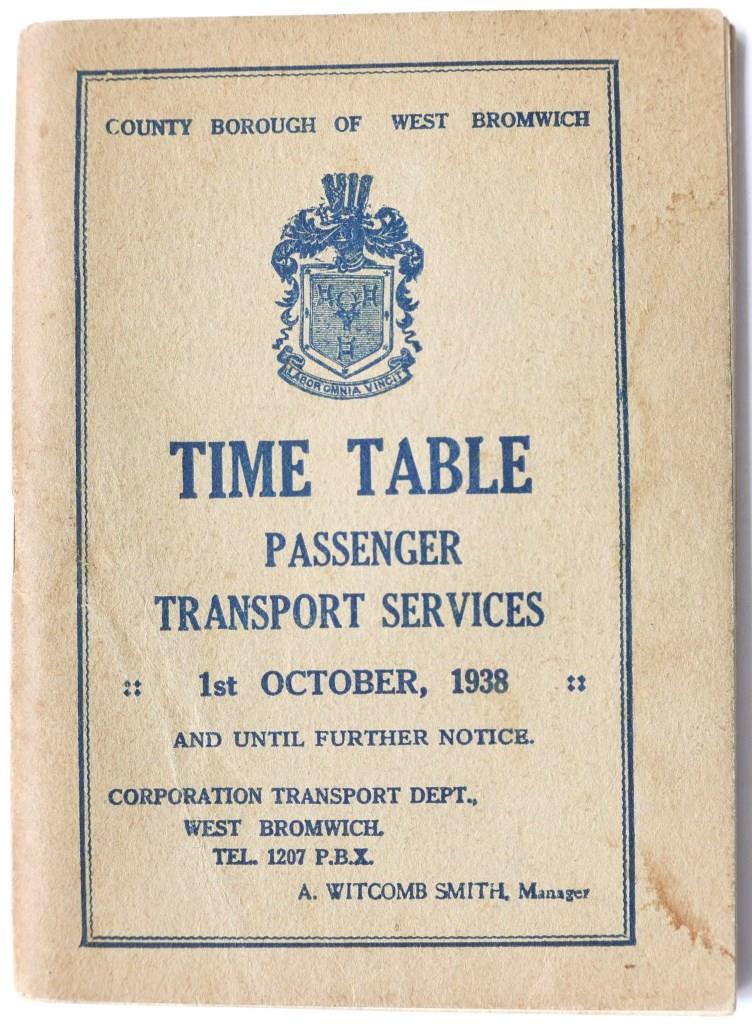 COUNTY BOROUGH OF WEST BROMWICH
H H
H
LABOR OMNIA VINCIT
TIME TABLE
PASSENGER
TRANSPORT SERVICES
:: 1st OCTOBER, 1938 ::
AND UNTIL FURTHER NOTICE.
CORPORATION TRANSPORT DEPT.,
WEST BROMWICH.
TEL. 1207 P.B.X.
A. WITCOMB SMITH, Manager